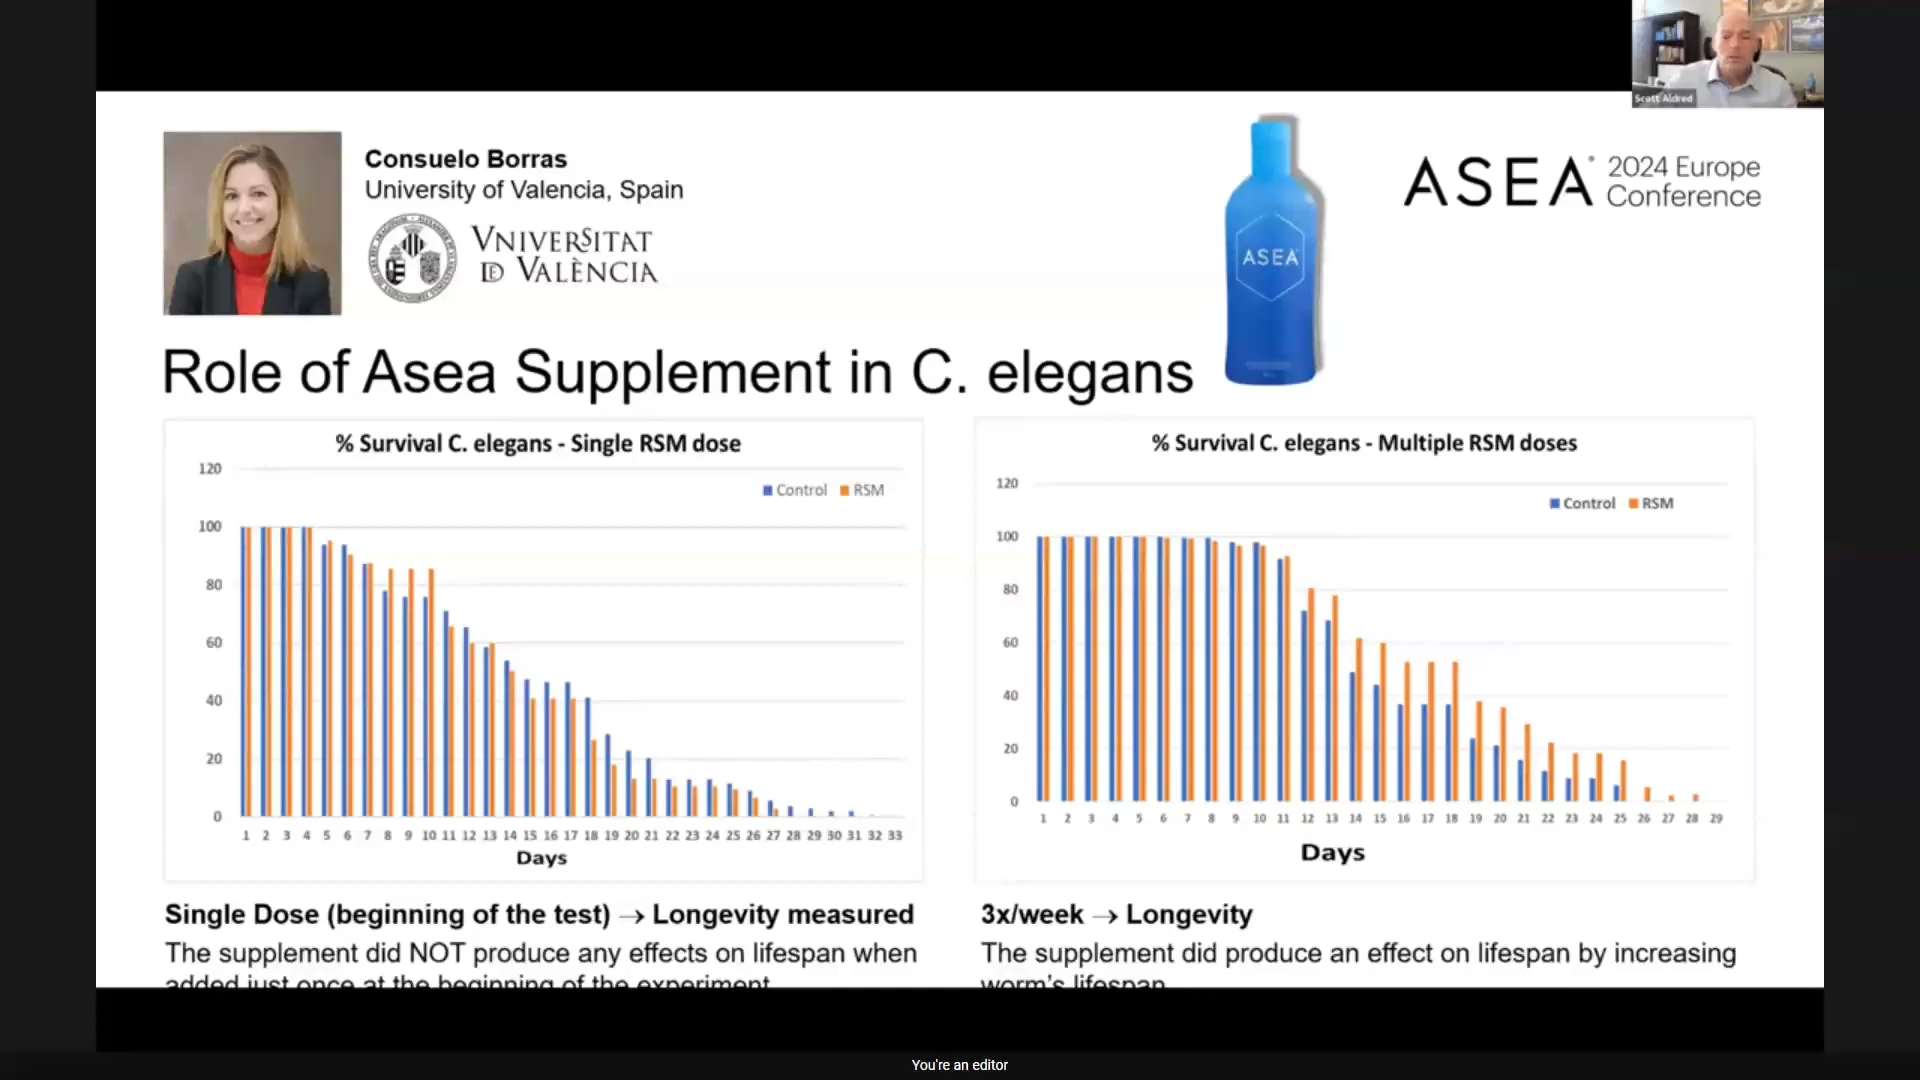 Scott Aldred
Consuelo Borras
University of Valencia, Spain
VNIVERSITAT
DE VALÈNCIA
ASEA
ASEA® 2024 Europe
Conference
Role of Asea Supplement in C. elegans
% Survival C. elegans - Single RSM dose
120
Control RSM
100
80
60
40
20
0
1 2 3 4 5 6 7 8 9 10 11 12 13 14 15 16 17 18 19 20 21 22 23 24 25 26 27 28 29 30 31 32 33
Days
% Survival C. elegans - Multiple RSM doses
120
Control RSM
100
80
60
40
20
0
1 2 3 4 5 6 7 8 9 10 11 12 13 14 15 16 17 18 19 20 21 22 23 24 25 26 27 28 29
Days
Single Dose (beginning of the test) → Longevity measured
The supplement did NOT produce any effects on lifespan when
added just once at the beginning of the experiment
3x/week → Longevity
The supplement did produce an effect on lifespan by increasing
worm's lifespan
You're an editor